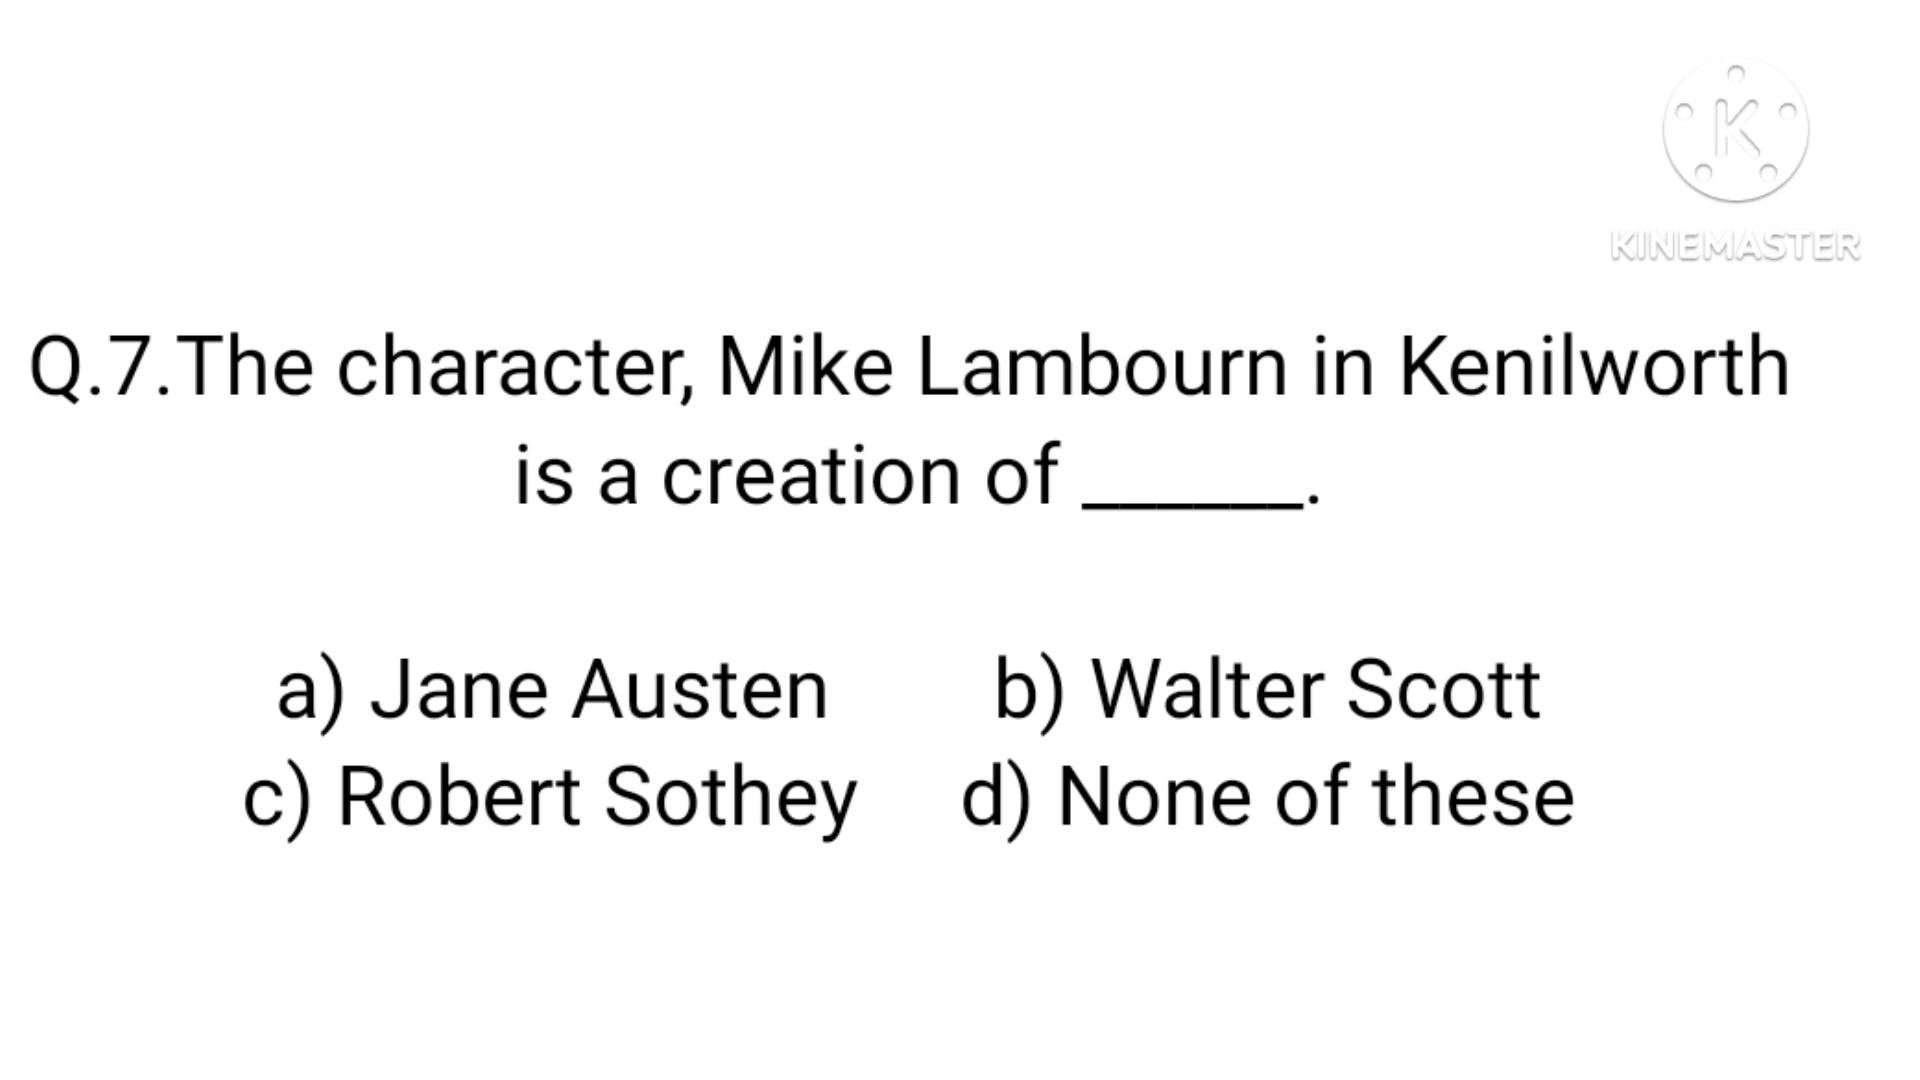 K
KINEMASTER
Q.7.The character, Mike Lambourn in Kenilworth
is a creation of ______.
a) Jane Austen b) Walter Scott
c) Robert Sothey d) None of these